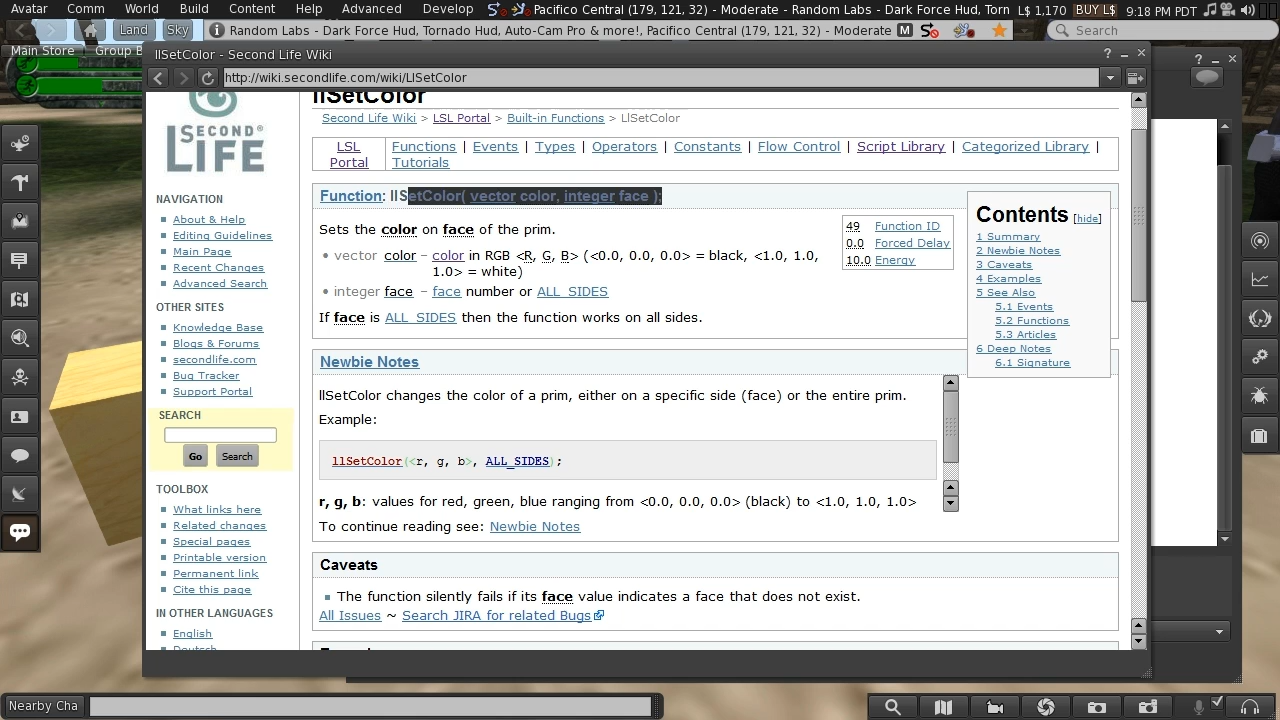 Avatar Comm World Build Content Help Advanced Develop Pacifico Central (179, 121, 32) - Moderate - Random Labs - Dark Force Hud, Torn L$ 1,170 BUY L$ 9:18 PM PDT
Land Sky Random Labs - Dark Force Hud, Tornado Hud, Auto-Cam Pro & more!, Pacifico Central (179, 121, 32) - Moderate M Search
Main Store Group B
llSetColor - Second Life Wiki
http://wiki.secondlife.com/wiki/LlSetColor
SECOND®
LIFE
NAVIGATION
About & Help
Editing Guidelines
Main Page
Recent Changes
Advanced Search
OTHER SITES
Knowledge Base
Blogs & Forums
secondlife.com
Bug Tracker
Support Portal
SEARCH
Go Search
TOOLBOX
What links here
Related changes
Special pages
Printable version
Permanent link
Cite this page
IN OTHER LANGUAGES
English
Deutsch
llSetColor
Second Life Wiki > LSL Portal > Built-in Functions > LlSetColor
LSL Portal
Functions | Events | Types | Operators | Constants | Flow Control | Script Library | Categorized Library |
Tutorials
Function: llSetColor( vector color, integer face );
Sets the color on face of the prim.
• vector color – color in RGB <R, G, B> (<0.0, 0.0, 0.0> = black, <1.0, 1.0,
1.0> = white)
• integer face – face number or ALL_SIDES
If face is ALL_SIDES then the function works on all sides.
49 Function ID
0.0 Forced Delay
10.0 Energy
Contents [hide]
1 Summary
2 Newbie Notes
3 Caveats
4 Examples
5 See Also
5.1 Events
5.2 Functions
5.3 Articles
6 Deep Notes
6.1 Signature
Newbie Notes
llSetColor changes the color of a prim, either on a specific side (face) or the entire prim.
Example:
llSetColor(<r, g, b>, ALL_SIDES);
r, g, b: values for red, green, blue ranging from <0.0, 0.0, 0.0> (black) to <1.0, 1.0, 1.0>
To continue reading see: Newbie Notes
Caveats
The function silently fails if its face value indicates a face that does not exist.
All Issues ~ Search JIRA for related Bugs
Nearby Cha